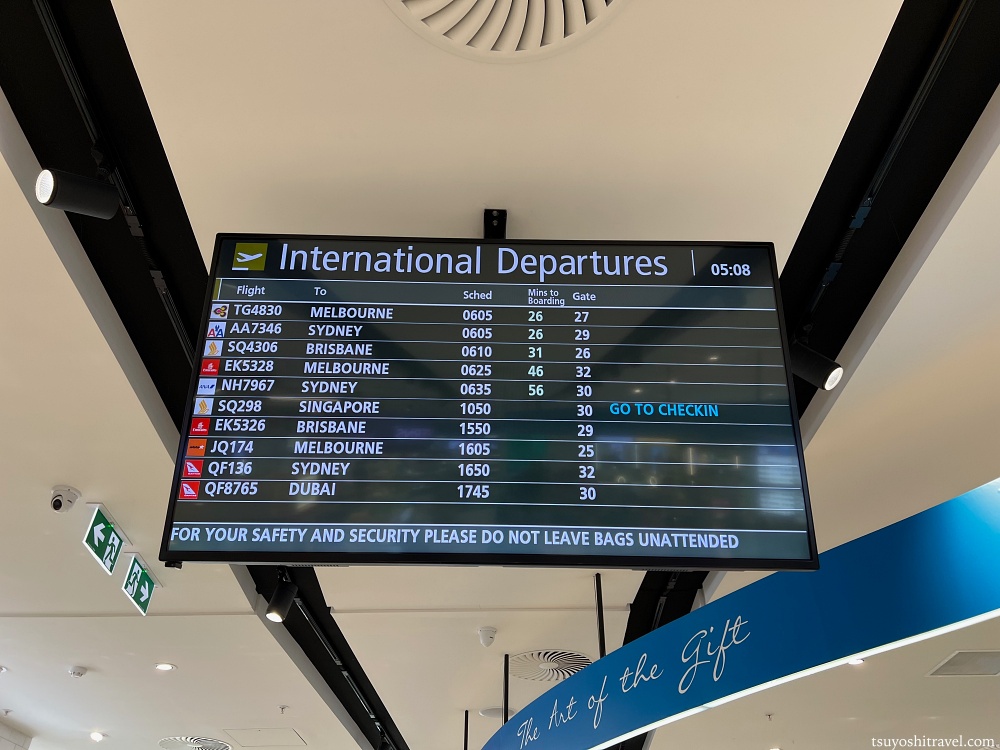 International Departures 05:08
Flight To Sched Mins to Boarding Gate
TG4830 MELBOURNE 0605 26 27
AA7346 SYDNEY 0605 26 29
SQ4306 BRISBANE 0610 31 26
EK5328 MELBOURNE 0625 46 32
NH7967 SYDNEY 0635 56 30
SQ298 SINGAPORE 1050 30 GO TO CHECKIN
EK5326 BRISBANE 1550 29
JQ174 MELBOURNE 1605 25
QF136 SYDNEY 1650 32
QF8765 DUBAI 1745 30
FOR YOUR SAFETY AND SECURITY PLEASE DO NOT LEAVE BAGS UNATTENDED
The Art of the Gift
tsuyoshitravel.com